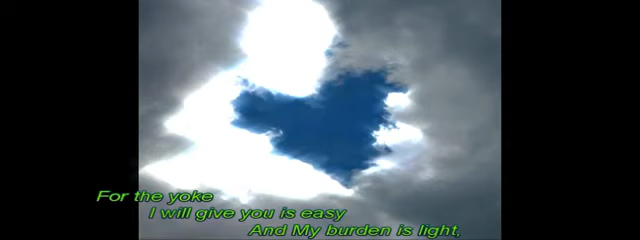 For the yoke
I will give you is easy
And My burden is light,